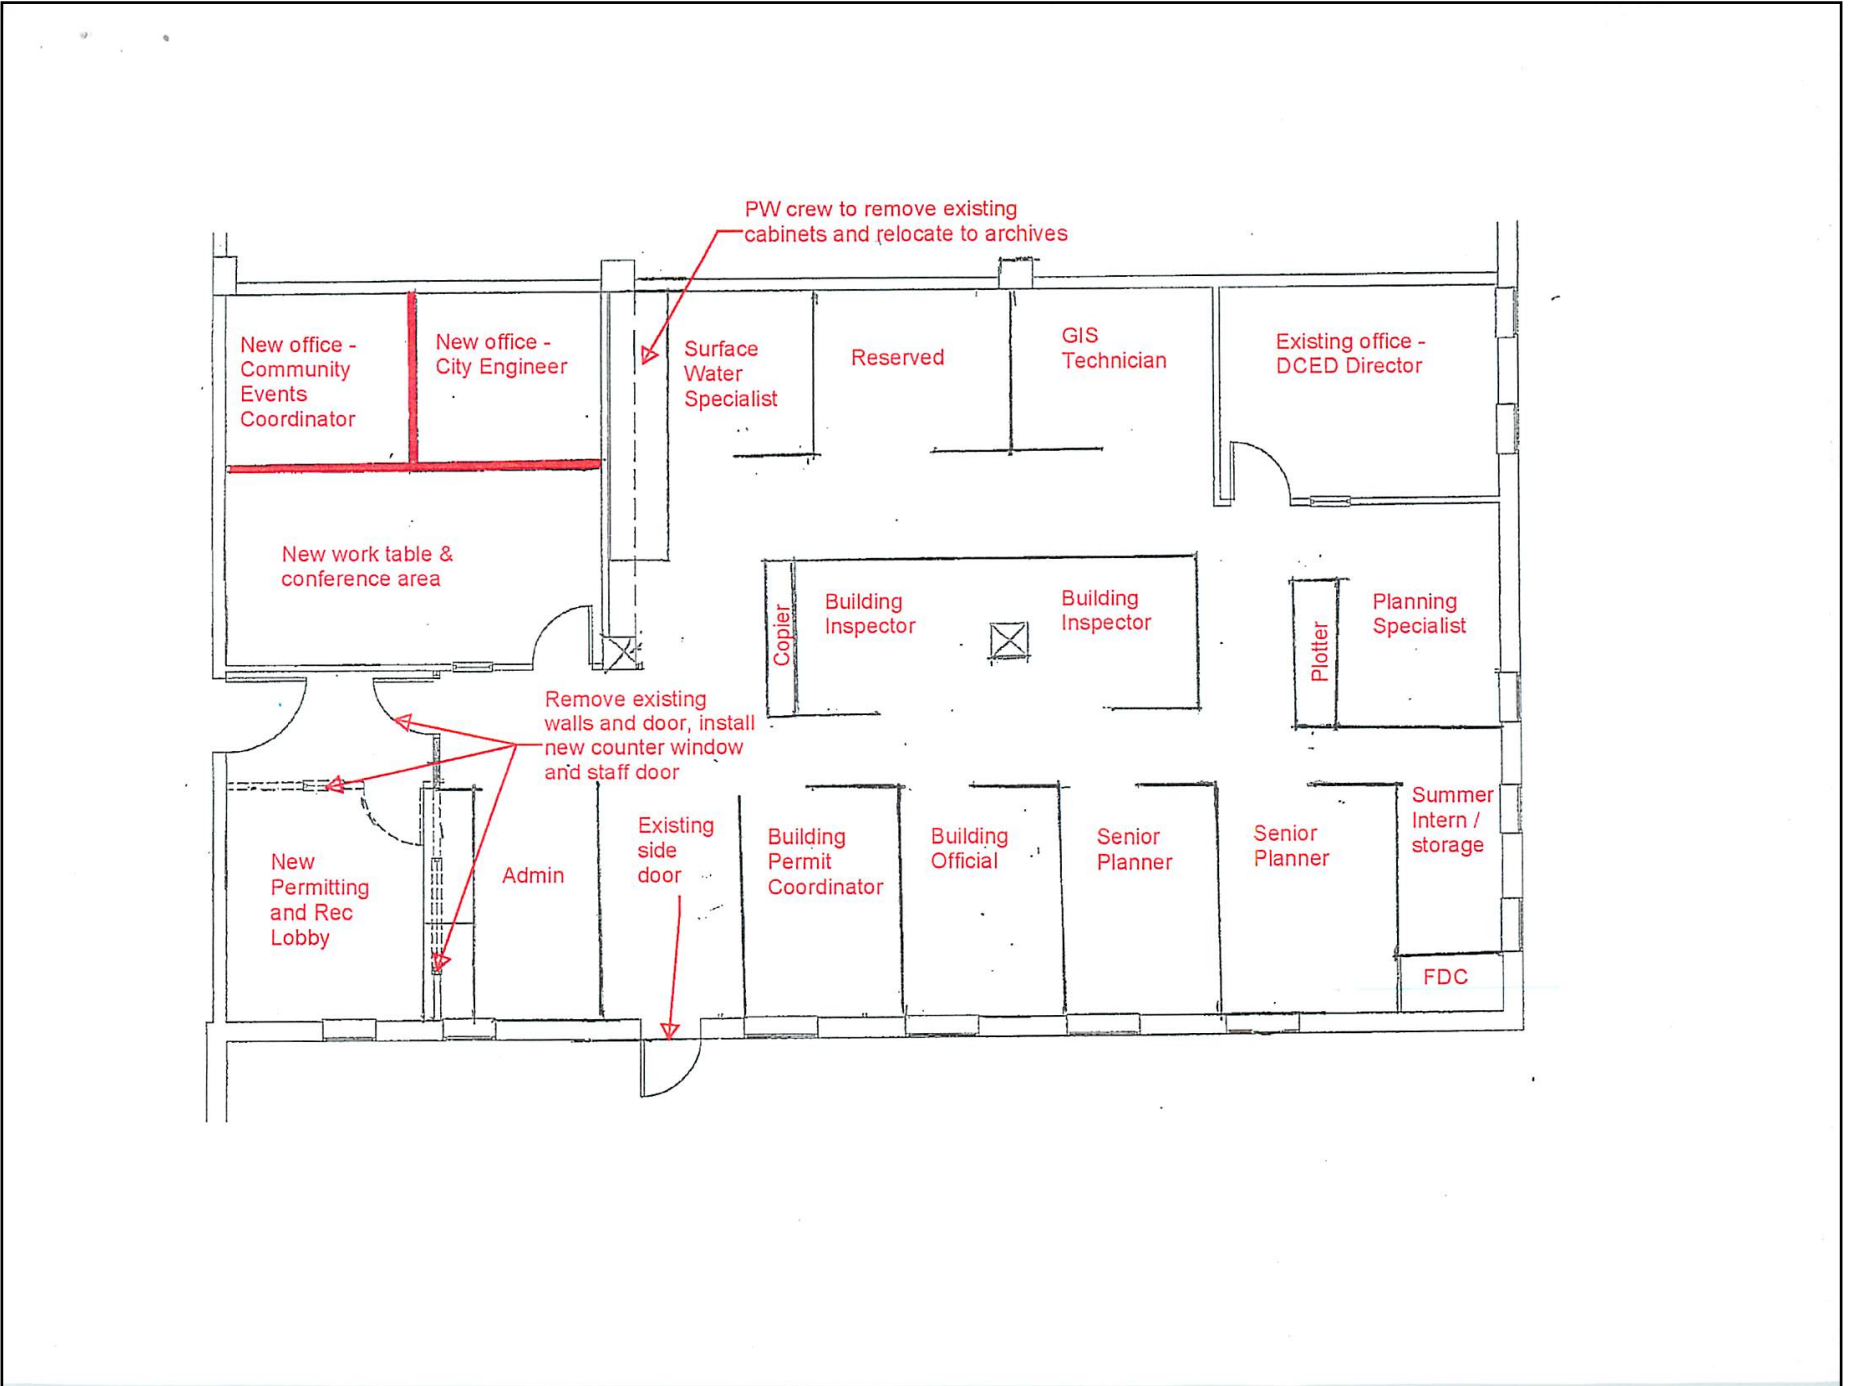 PW crew to remove existing
cabinets and relocate to archives
New office -
Community
Events
Coordinator
New office -
City Engineer
Surface
Water
Specialist
Reserved
GIS
Technician
Existing office -
DCED Director
New work table &
conference area
Copier
Building
Inspector
Building
Inspector
Plotter
Planning
Specialist
Remove existing
walls and door, install
new counter window
and staff door
New
Permitting
and Rec
Lobby
Admin
Existing
side
door
Building
Permit
Coordinator
Building
Official
Senior
Planner
Senior
Planner
Summer
Intern /
storage
FDC